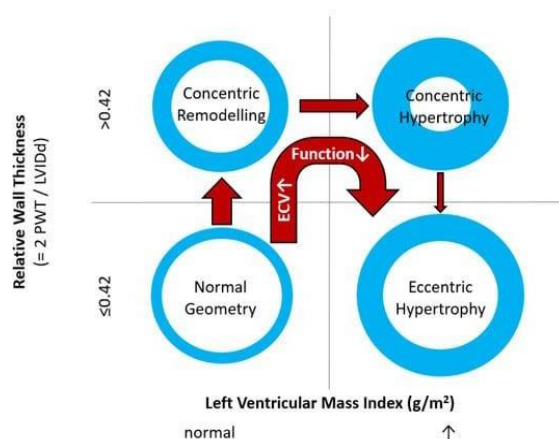 Relative Wall Thickness
(= 2 PWT / LVIDd)
>0.42
≤0.42
Concentric
Remodelling
Concentric
Hypertrophy
Function↓
ECV↑
Normal
Geometry
Eccentric
Hypertrophy
Left Ventricular Mass Index (g/m²)
normal
↑